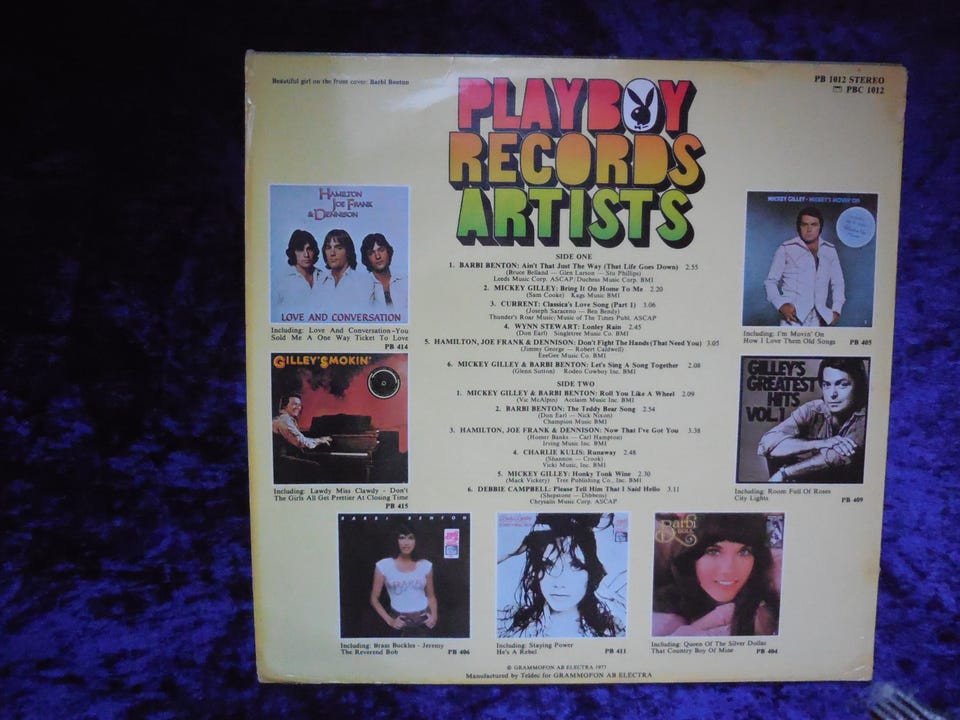 Beautiful girl on the front cover: Barbi Benton
PB 1012 STEREO
PBC 1012
PLAYBOY
RECORDS
ARTISTS
HAMILTON
JOE FRANK
& DENNISON
LOVE AND CONVERSATION
Including: Love And Conversation–You
Sold Me A One Way Ticket To Love
PB 414
GILLEY'S SMOKIN'
Including: Lawdy Miss Clawdy - Don't
The Girls All Get Prettier At Closing Time
PB 415
SIDE ONE
1. BARBI BENTON: Ain't That Just The Way (That Life Goes Down) 2.55
(Bruce Belland — Glen Larson — Stu Phillips)
Leeds Music Corp. ASCAP/Duchess Music Corp. BMI
2. MICKEY GILLEY: Bring It On Home To Me 2.20
(Sam Cooke) Kags Music BMI
3. CURRENT: Classica's Love Song (Part 1) 3.06
(Joseph Saraceno — Ben Bendy)
Thunder's Roar Music/Music of The Times Publ. ASCAP
4. WYNN STEWART: Lonley Rain 2.45
(Don Earl) Singletree Music Co. BMI
5. HAMILTON, JOE FRANK & DENNISON: Don't Fight The Hands (That Need You) 3.05
(Jimmy George — Robert Caldwell)
EeeGee Music Co. BMI
6. MICKEY GILLEY & BARBI BENTON: Let's Sing A Song Together 2.08
(Glenn Sutton) Rodeo Cowboy Inc. BMI
SIDE TWO
1. MICKEY GILLEY & BARBI BENTON: Roll You Like A Wheel 2.09
(Vic McAlpin) Acclaim Music Inc. BMI
2. BARBI BENTON: The Teddy Bear Song 2.54
(Don Earl — Nick Nixon)
Champion Music BMI
3. HAMILTON, JOE FRANK & DENNISON: Now That I've Got You 3.38
(Homer Banks — Carl Hampton)
Irving Music Inc. BMI
4. CHARLIE KULIS: Runaway 2.48
(Shannon — Crook)
Vicki Music, Inc. BMI
5. MICKEY GILLEY: Honky Tonk Wine 2.30
(Mack Vickery) Tree Publishing Co., Inc. BMI
6. DEBBIE CAMPBELL: Please Tell Him That I Said Hello 3.11
(Shepstone — Dibbens)
Chrysalis Music Corp. ASCAP
MICKEY GILLEY · MICKEY'S MOVIN' ON
Including: I'm Movin' On
How I Love Them Old Songs
PB 405
GILLEY'S
GREATEST
HITS
VOL.1
Including: Room Full Of Roses
City Lights
PB 409
BARBI BENTON
Including: Brass Buckles - Jeremy
The Reverend Bob PB 406
Including: Staying Power
He's A Rebel PB 411
Barbi
DOLL
Including: Queen Of The Silver Dollar
That Country Boy Of Mine PB 404
© GRAMMOFON AB ELECTRA 1977
Manufactured by Teldec for GRAMMOFON AB ELECTRA